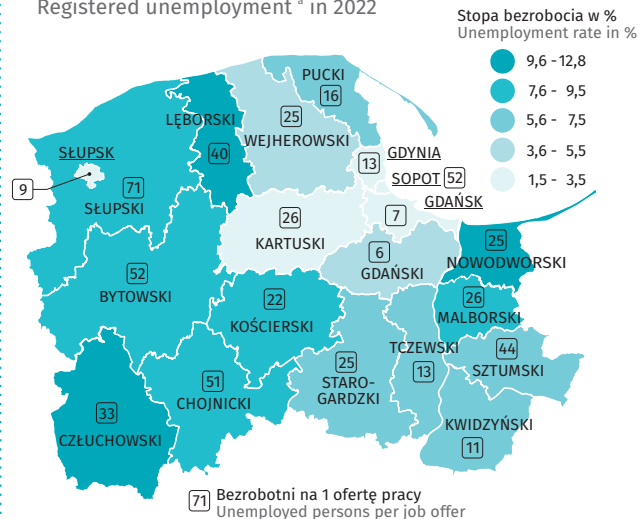 Registered unemployment ᵃ in 2022
Stopa bezrobocia w %
Unemployment rate in %
9,6 - 12,8
7,6 - 9,5
5,6 - 7,5
3,6 - 5,5
1,5 - 3,5
PUCKI
16
LĘBORSKI
40
25
WEJHEROWSKI
13
GDYNIA
SOPOT 52
GDAŃSK
7
SŁUPSK
9
71
SŁUPSKI
26
KARTUSKI
6
GDAŃSKI
25
NOWODWORSKI
52
BYTOWSKI
22
KOŚCIERSKI
26
MALBORSKI
TCZEWSKI
13
44
SZTUMSKI
25
STARO-
GARDZKI
51
CHOJNICKI
33
CZŁUCHOWSKI
KWIDZYŃSKI
11
71 Bezrobotni na 1 ofertę pracy
Unemployed persons per job offer